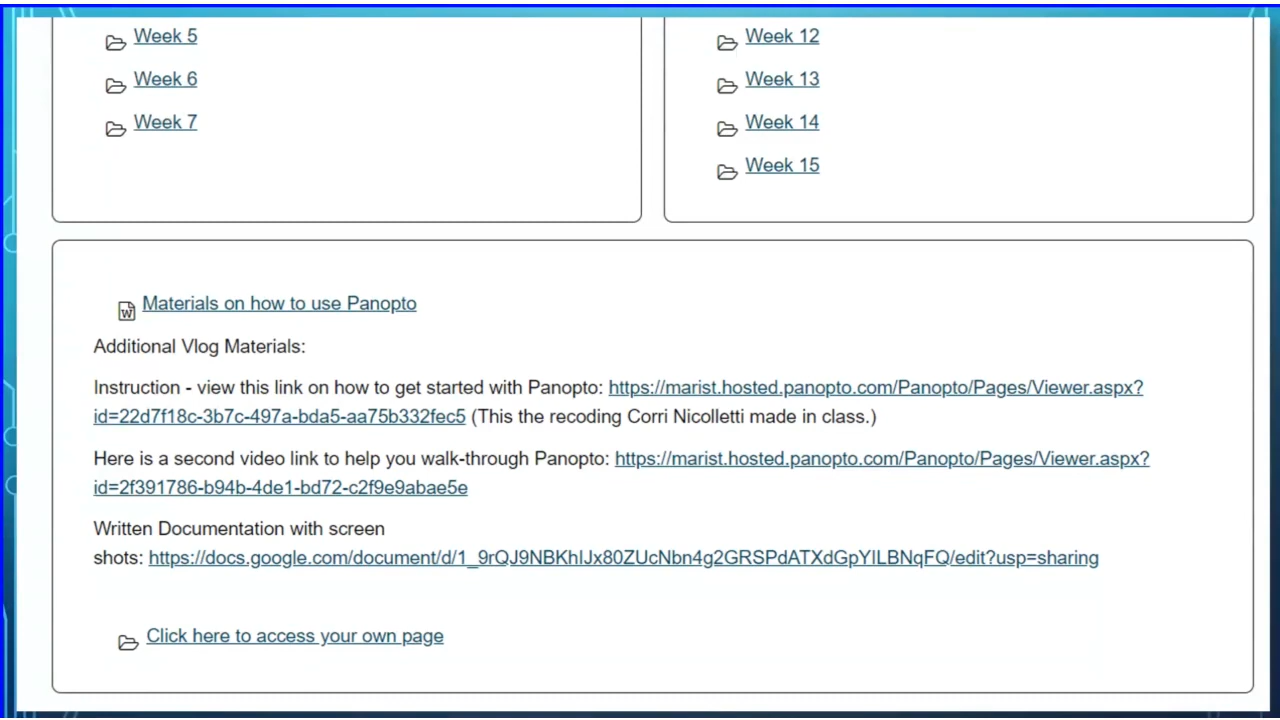 Week 5
Week 6
Week 7
Week 12
Week 13
Week 14
Week 15
Materials on how to use Panopto
Additional Vlog Materials:
Instruction - view this link on how to get started with Panopto: https://marist.hosted.panopto.com/Panopto/Pages/Viewer.aspx?
id=22d7f18c-3b7c-497a-bda5-aa75b332fec5 (This the recoding Corri Nicolletti made in class.)
Here is a second video link to help you walk-through Panopto: https://marist.hosted.panopto.com/Panopto/Pages/Viewer.aspx?
id=2f391786-b94b-4de1-bd72-c2f9e9abae5e
Written Documentation with screen
shots: https://docs.google.com/document/d/1_9rQJ9NBKhIJx80ZUcNbn4g2GRSPdATXdGpYILBNqFQ/edit?usp=sharing
Click here to access your own page